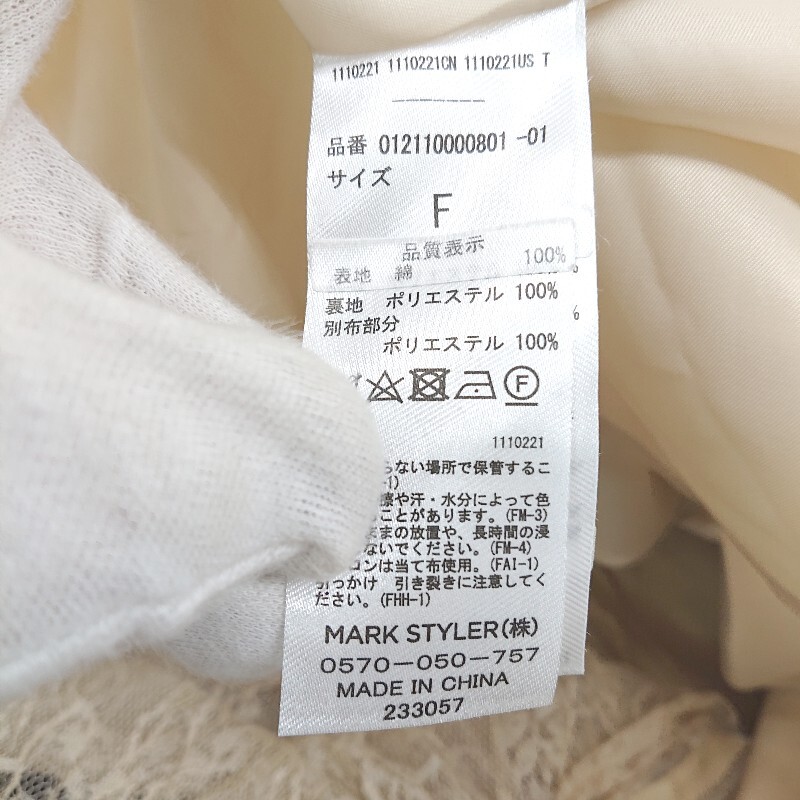 1110221 1110221CN 1110221US T
品番 012110000801 -01
サイズ
F
品質表示
表地 綿 100%
裏地 ポリエステル 100%
別布部分
ポリエステル 100%
F
1110221
らない場所で保管するこ
-1)
擦や汗・水分によって色
ことがあります。(FM-3)
ままの放置や、長時間の浸
ないでください。(FM-4)
コンは当て布使用。(FAI-1)
引っかけ 引き裂きに注意してく
ださい。(FHH-1)
MARK STYLER(株)
0570-050-757
MADE IN CHINA
233057